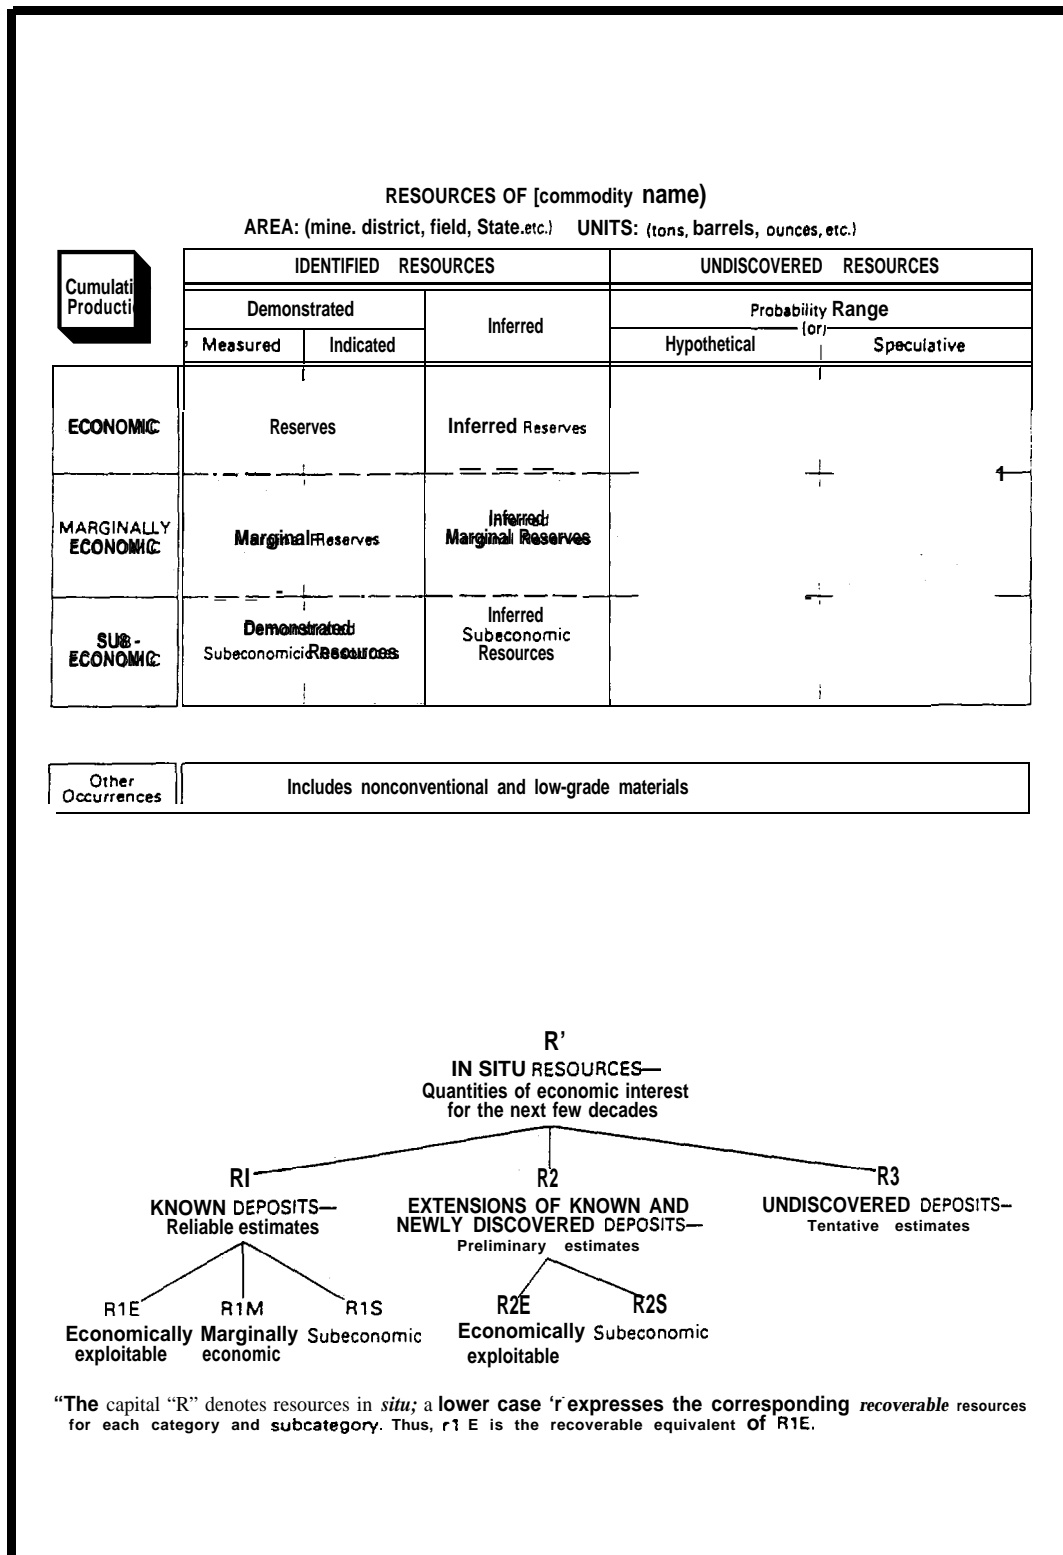 RESOURCES OF [commodity name)
AREA: (mine. district, field, State.etc.) UNITS: (tons, barrels, ounces, etc.)
Cumulati
Producti
IDENTIFIED RESOURCES
UNDISCOVERED RESOURCES
Demonstrated
Inferred
Probability Range
(or)
Measured
Indicated
Hypothetical
Speculative
ECONOMIC
Reserves
Inferred Reserves
MARGINALLY
ECONOMIC
Marginal Reserves
Inferred
Marginal Reserves
SUB-
ECONOMIC
Demonstrated
Subeconomic Resources
Inferred
Subeconomic
Resources
Other
Occurrences
Includes nonconventional and low-grade materials
R’
IN SITU RESOURCES—
Quantities of economic interest
for the next few decades
RI
KNOWN DEPOSITS—
Reliable estimates
R2
EXTENSIONS OF KNOWN AND
NEWLY DISCOVERED DEPOSITS—
Preliminary estimates
R3
UNDISCOVERED DEPOSITS—
Tentative estimates
R1E
Economically
exploitable
R1M
Marginally
economic
R1S
Subeconomic
R2E
Economically
exploitable
R2S
Subeconomic
“The capital “R” denotes resources in situ; a lower case ‘r expresses the corresponding recoverable resources
for each category and subcategory. Thus, r1 E is the recoverable equivalent of R1E.